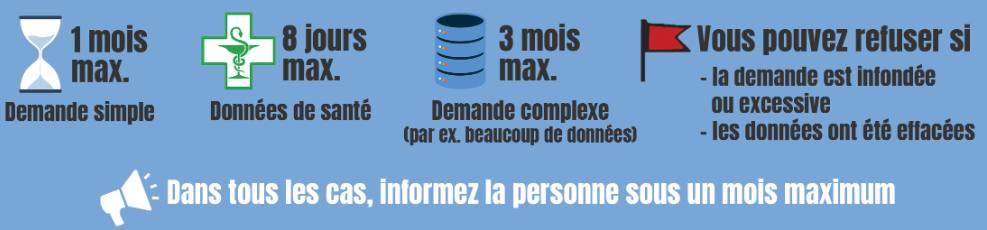 1 mois
max.
Demande simple
8 jours
max.
Données de santé
3 mois
max.
Demande complexe
(par ex. beaucoup de données)
Vous pouvez refuser si
- la demande est infondée
ou excessive
- les données ont été effacées
Dans tous les cas, informez la personne sous un mois maximum